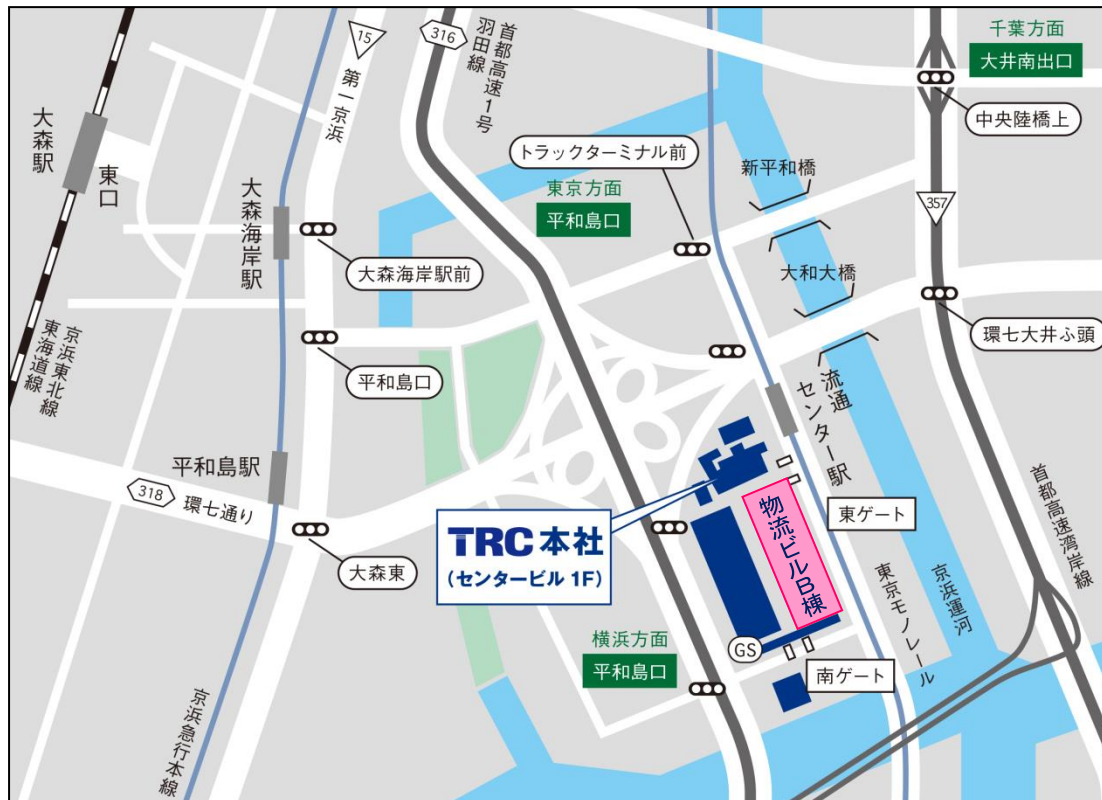 千葉方面
大井南出口
中央陸橋上
15
第一京浜
316
首都高速1号
羽田線
大森駅
東口
大森海岸駅
大森海岸駅前
トラックターミナル前
新平和橋
東京方面
平和島口
357
大和大橋
環七大井ふ頭
京浜東北線
東海道線
平和島口
流通
センター駅
平和島駅
318
環七通り
大森東
TRC本社
(センタービル 1F)
物流ビルB棟
東ゲート
首都高速湾岸線
京浜運河
東京モノレール
横浜方面
平和島口
GS
南ゲート
京浜急行本線